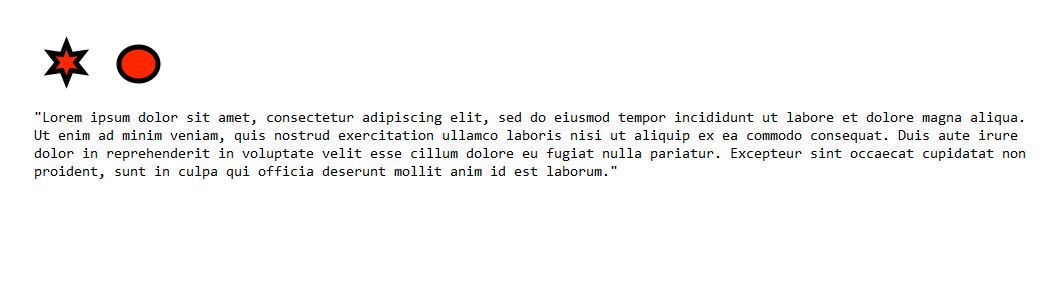 "Lorem ipsum dolor sit amet, consectetur adipiscing elit, sed do eiusmod tempor incididunt ut labore et dolore magna aliqua.
Ut enim ad minim veniam, quis nostrud exercitation ullamco laboris nisi ut aliquip ex ea commodo consequat. Duis aute irure
dolor in reprehenderit in voluptate velit esse cillum dolore eu fugiat nulla pariatur. Excepteur sint occaecat cupidatat non
proident, sunt in culpa qui officia deserunt mollit anim id est laborum."